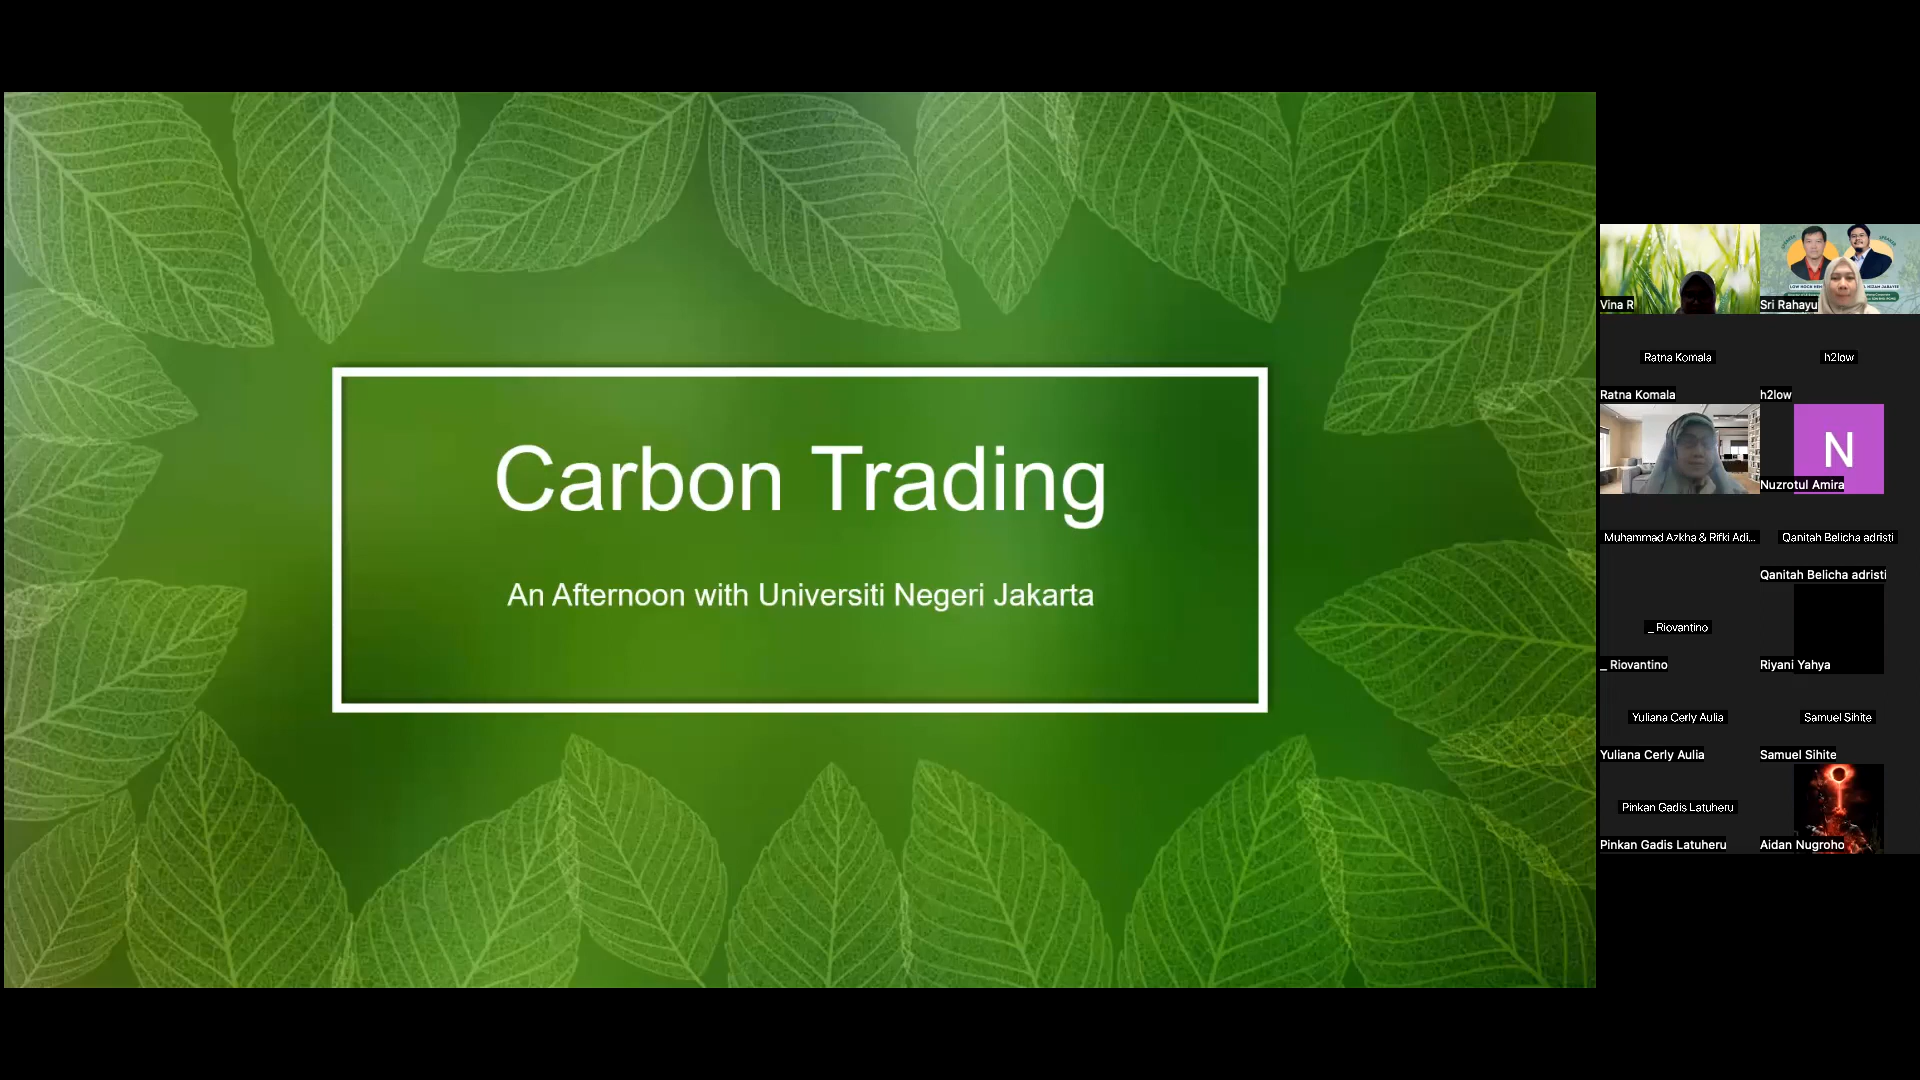 Carbon Trading
An Afternoon with Universiti Negeri Jakarta
Vina R
SPEAKER
SPEAKER
Sri Rahayu
Ratna Komala
h2low
Ratna Komala
h2low
N
Nuzrotul Amira
Muhammad Azkha & Rifki Adi...
Qanitah Belicha adristi
Qanitah Belicha adristi
_ Riovantino
_ Riovantino
Riyani Yahya
Yuliana Cerly Aulia
Samuel Sihite
Yuliana Cerly Aulia
Samuel Sihite
Pinkan Gadis Latuheru
Pinkan Gadis Latuheru
Aidan Nugroho